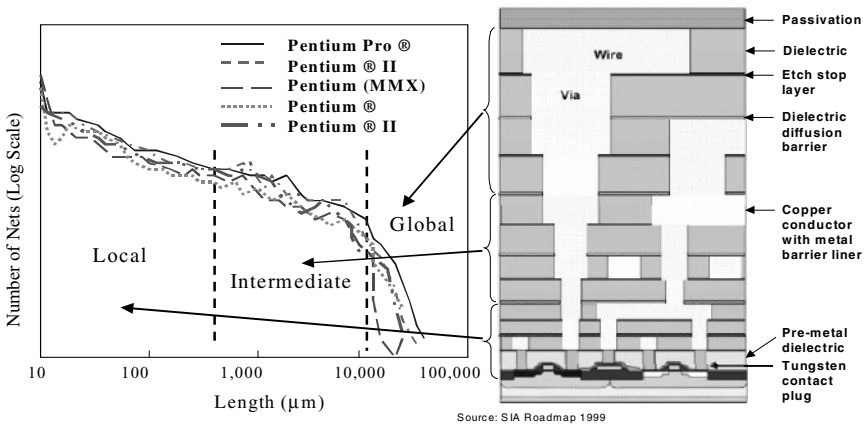 Pentium Pro ®
Pentium ® II
Pentium (MMX)
Pentium ®
Pentium ® II
Number of Nets (Log Scale)
Local
Intermediate
Global
10
100
1,000
10,000
100,000
Length (µm)
Wire
Via
Passivation
Dielectric
Etch stop
layer
Dielectric
diffusion
barrier
Copper
conductor
with metal
barrier liner
Pre-metal
dielectric
Tungsten
contact
plug
Source: SIA Roadmap 1999